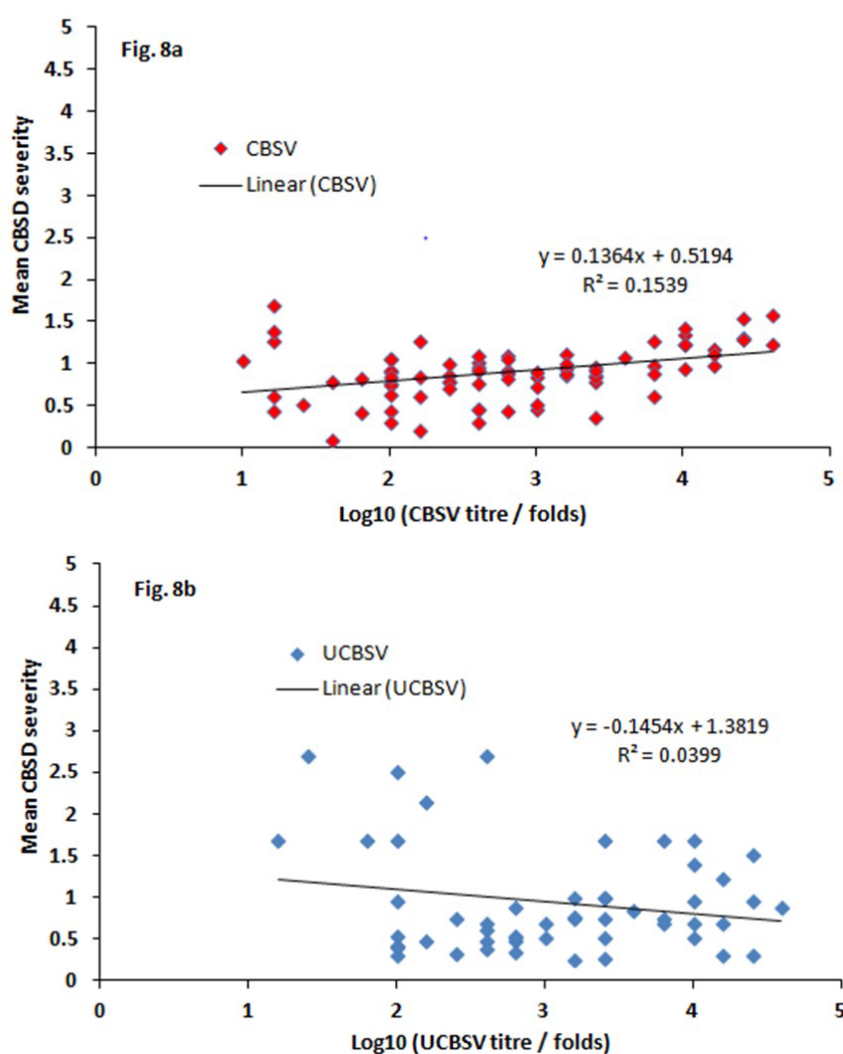 Fig. 8a
5
4.5
4
3.5
3
2.5
2
1.5
1
0.5
0
Mean CBSD severity
CBSV
Linear (CBSV)
y = 0.1364x + 0.5194
R² = 0.1539
0 1 2 3 4 5
Log10 (CBSV titre / folds)
Fig. 8b
5
4.5
4
3.5
3
2.5
2
1.5
1
0.5
0
Mean CBSD severity
UCBSV
Linear (UCBSV)
y = -0.1454x + 1.3819
R² = 0.0399
0 1 2 3 4 5
Log10 (UCBSV titre / folds)